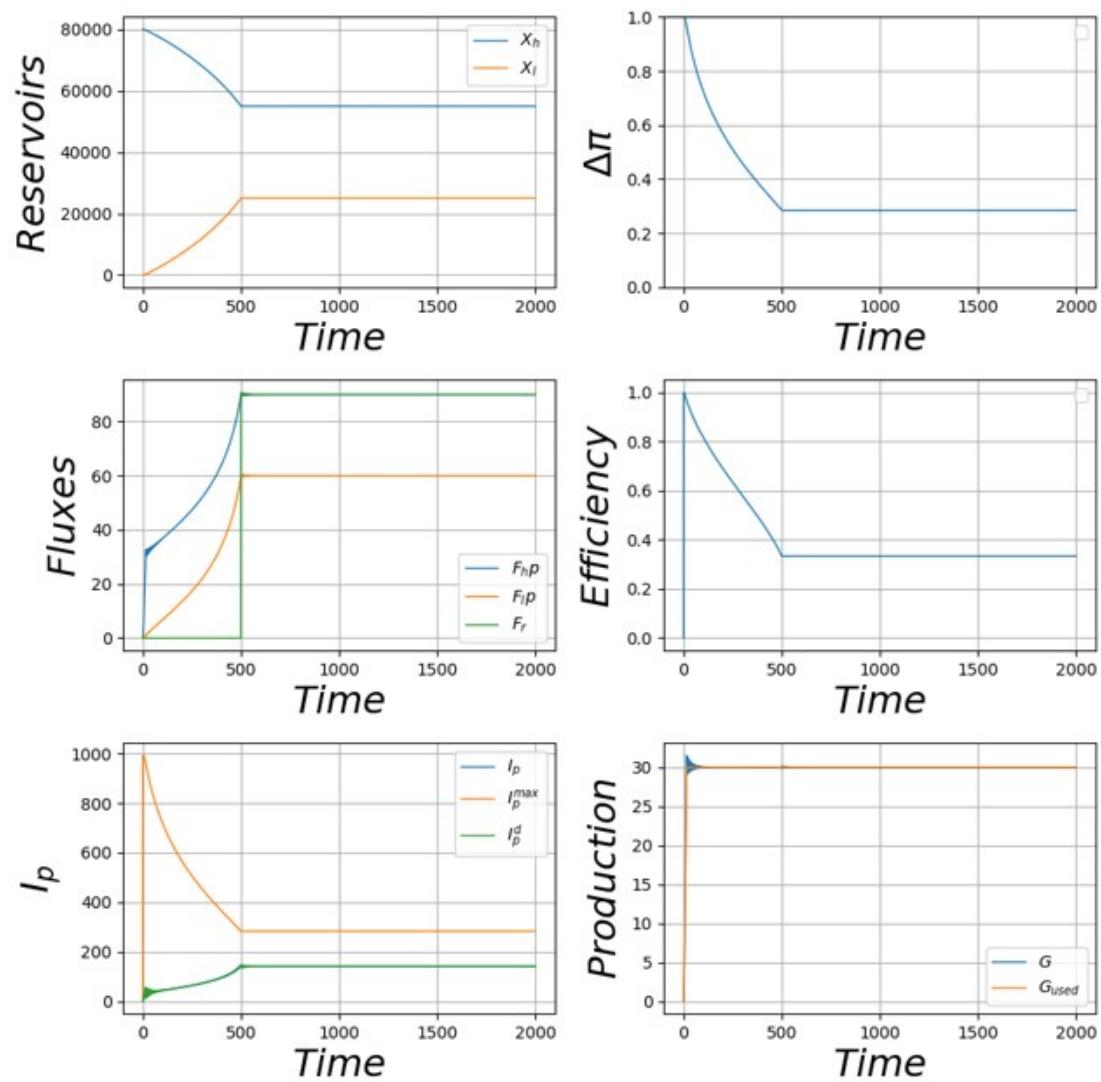 Reservoirs
80000
60000
40000
20000
0
X_h
X_l
0 500 1000 1500 2000
Time
Δπ
1.0
0.8
0.6
0.4
0.2
0.0
0 500 1000 1500 2000
Time
Fluxes
80
60
40
20
0
F_hp
F_lp
F_r
0 500 1000 1500 2000
Time
Efficiency
1.0
0.8
0.6
0.4
0.2
0.0
0 500 1000 1500 2000
Time
I_p
1000
800
600
400
200
0
I_p
I_p^max
I_p^d
0 500 1000 1500 2000
Time
Production
30
25
20
15
10
5
0
G
G_used
0 500 1000 1500 2000
Time